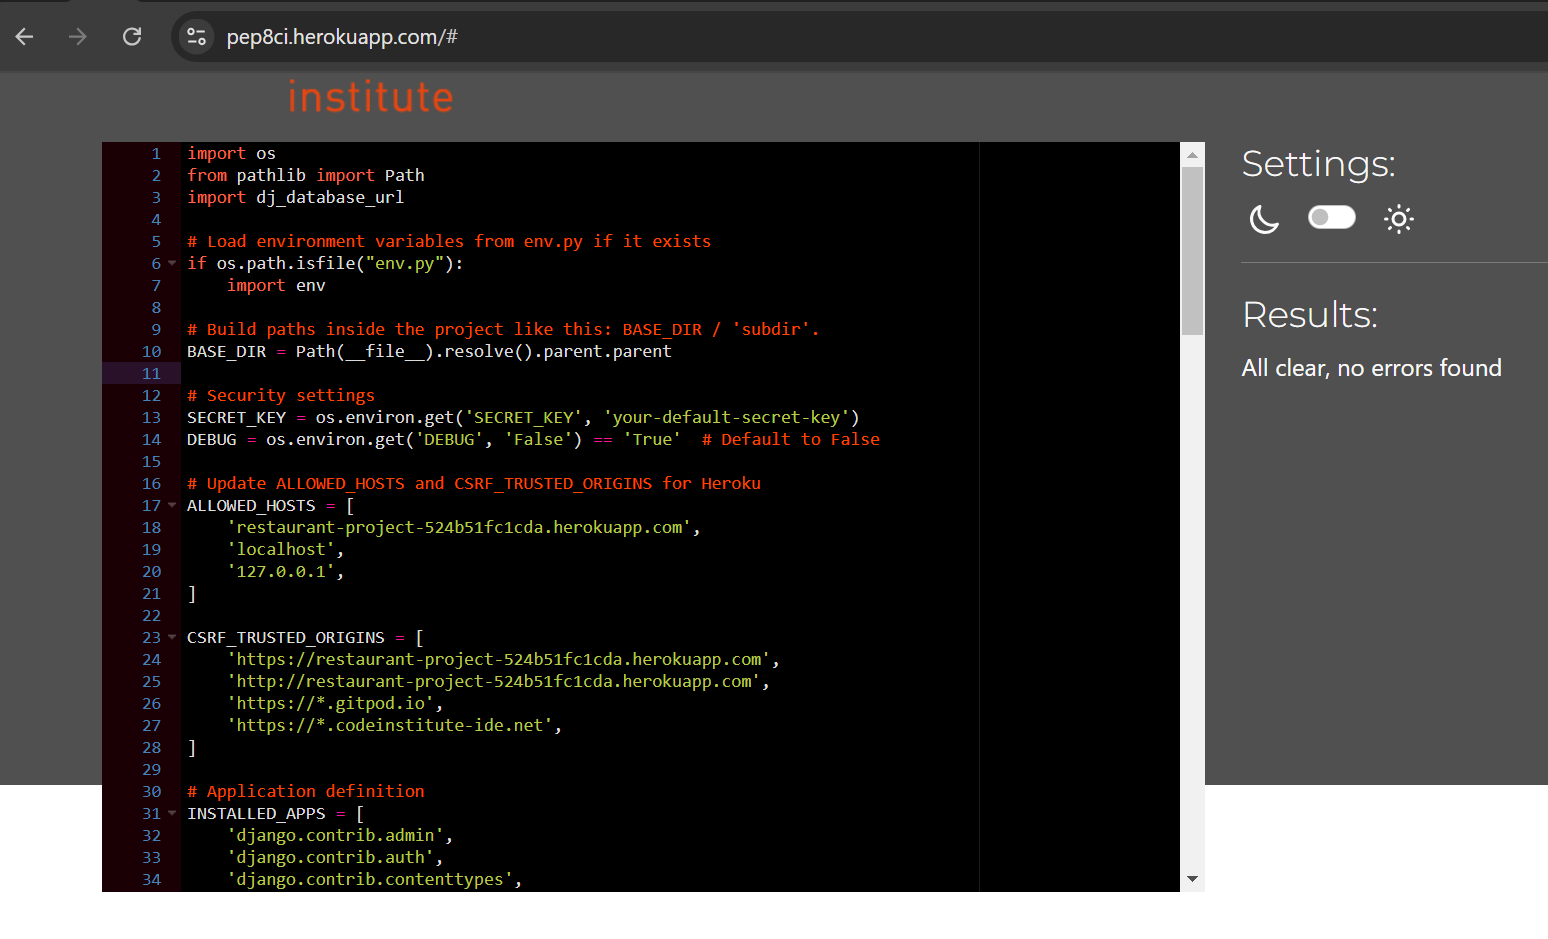 pep8ci.herokuapp.com/#
institute
1 import os
2 from pathlib import Path
3 import dj_database_url
4
5 # Load environment variables from env.py if it exists
6 if os.path.isfile("env.py"):
7     import env
8
9 # Build paths inside the project like this: BASE_DIR / 'subdir'.
10 BASE_DIR = Path(__file__).resolve().parent.parent
11
12 # Security settings
13 SECRET_KEY = os.environ.get('SECRET_KEY', 'your-default-secret-key')
14 DEBUG = os.environ.get('DEBUG', 'False') == 'True'  # Default to False
15
16 # Update ALLOWED_HOSTS and CSRF_TRUSTED_ORIGINS for Heroku
17 ALLOWED_HOSTS = [
18     'restaurant-project-524b51fc1cda.herokuapp.com',
19     'localhost',
20     '127.0.0.1',
21 ]
22
23 CSRF_TRUSTED_ORIGINS = [
24     'https://restaurant-project-524b51fc1cda.herokuapp.com',
25     'http://restaurant-project-524b51fc1cda.herokuapp.com',
26     'https://*.gitpod.io',
27     'https://*.codeinstitute-ide.net',
28 ]
29
30 # Application definition
31 INSTALLED_APPS = [
32     'django.contrib.admin',
33     'django.contrib.auth',
34     'django.contrib.contenttypes',
Settings:
Results:
All clear, no errors found